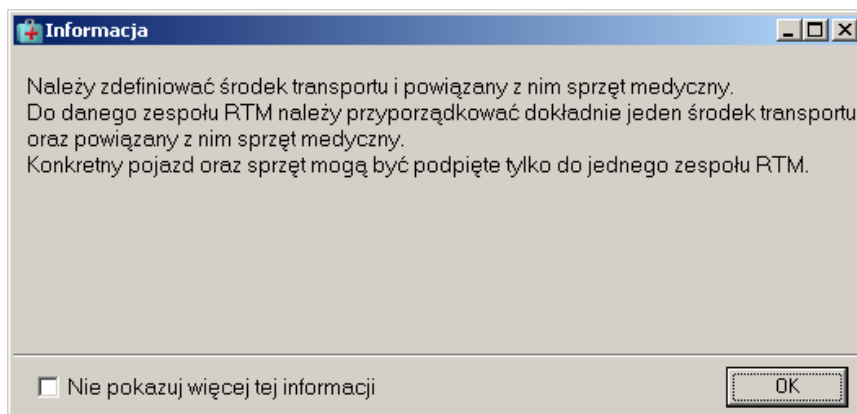 Informacja
Należy zdefiniować środek transportu i powiązany z nim sprzęt medyczny.
Do danego zespołu RTM należy przyporządkować dokładnie jeden środek transportu
oraz powiązany z nim sprzęt medyczny.
Konkretny pojazd oraz sprzęt mogą być podpięte tylko do jednego zespołu RTM.
Nie pokazuj więcej tej informacji
OK